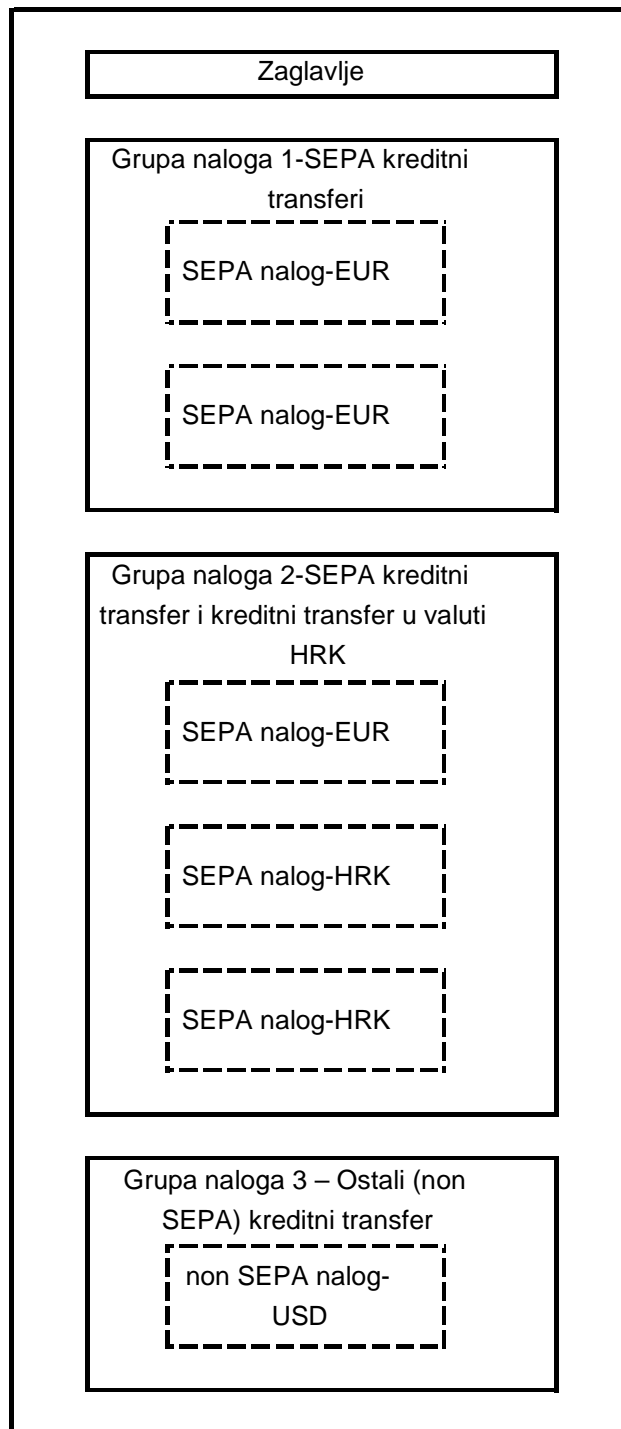 Zaglavlje
Grupa naloga 1-SEPA kreditni
transferi
SEPA nalog-EUR
SEPA nalog-EUR
Grupa naloga 2-SEPA kreditni
transfer i kreditni transfer u valuti
HRK
SEPA nalog-EUR
SEPA nalog-HRK
SEPA nalog-HRK
Grupa naloga 3 – Ostali (non
SEPA) kreditni transfer
non SEPA nalog-
USD